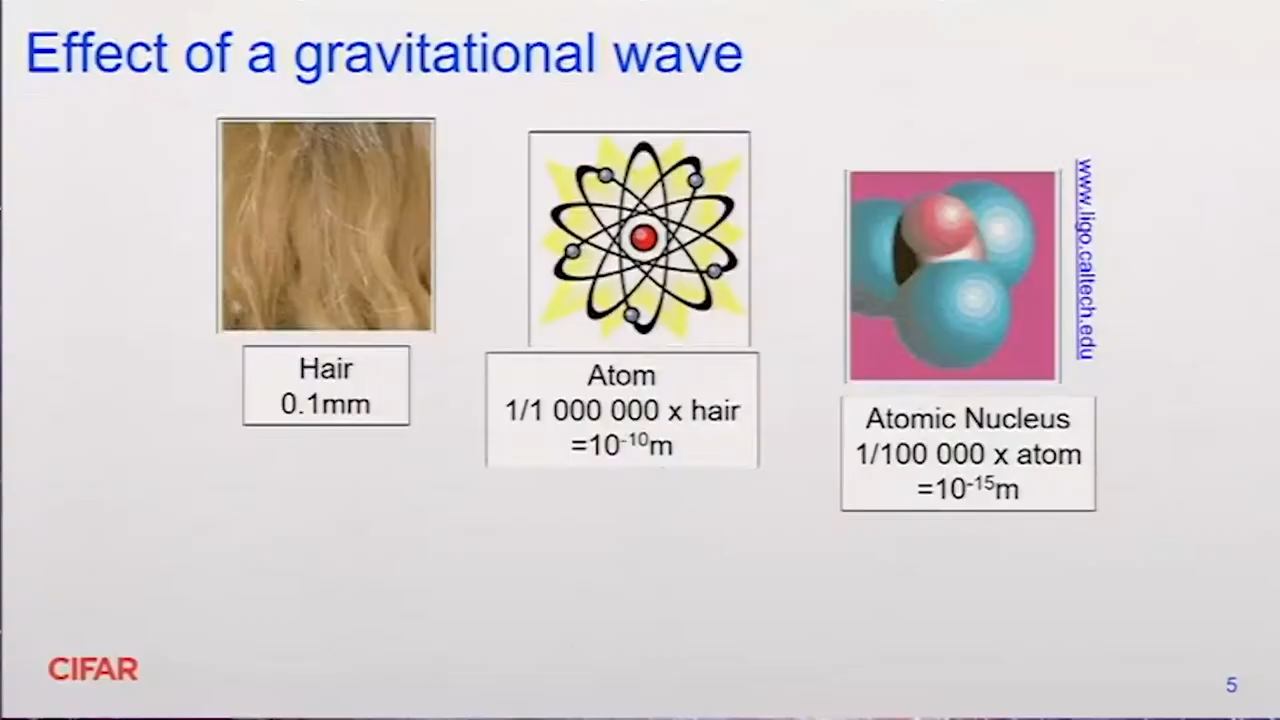 Effect of a gravitational wave
www.ligo.caltech.edu
Hair
0.1mm
Atom
1/1 000 000 x hair
=10⁻¹⁰m
Atomic Nucleus
1/100 000 x atom
=10⁻¹⁵m
CIFAR
5